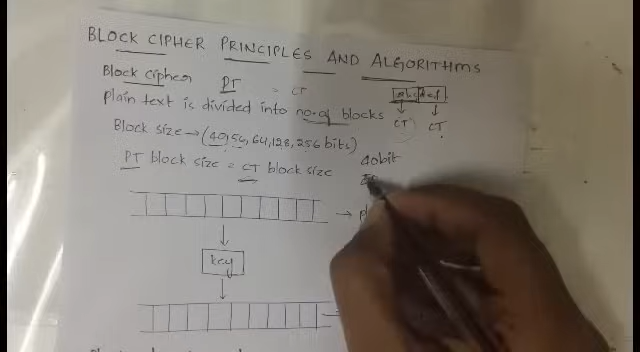 BLOCK CIPHER PRINCIPLES AND ALGORITHMS
Block cipher PT = CT
abc def
plain text is divided into no.of blocks
CT CT
Block size → (40, 56, 64, 128, 256 bits)
PT block size = CT block size
40bit
→ p
key